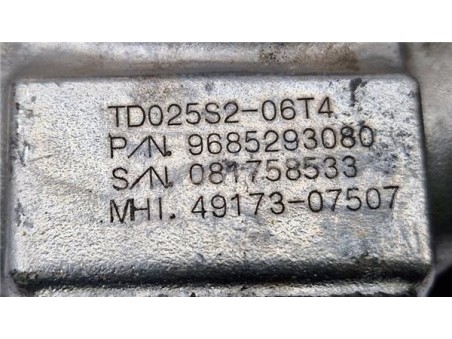 TD025S2-06T4
P/N. 9685293080
S/N. 081758533
MHI. 49173-07507